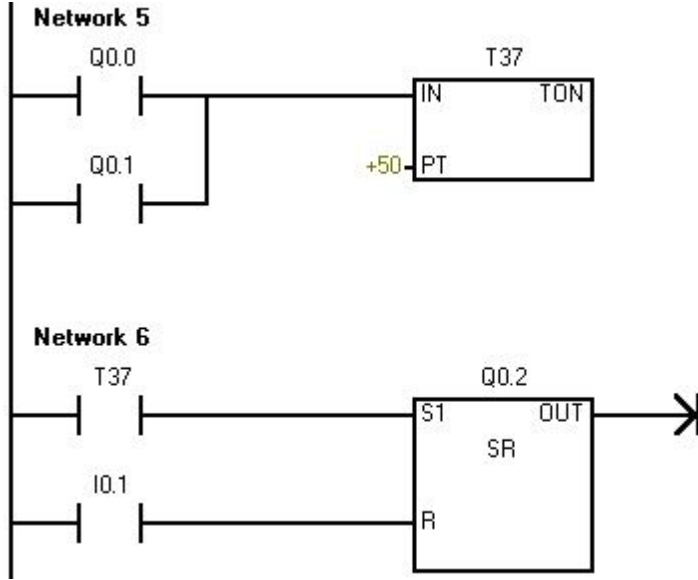 Network 5
Q0.0
T37
IN TON
Q0.1
+50 PT
Network 6
T37
Q0.2
S1 OUT
SR
I0.1
R